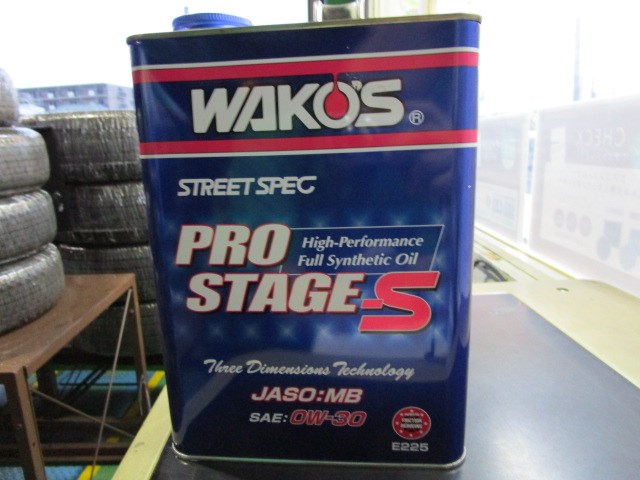 WAKO'S®
STREET SPEC
PRO
STAGE-S
High-Performance
Full Synthetic Oil
Three Dimensions Technology
JASO:MB
SAE: 0W-30
E225
CHECK